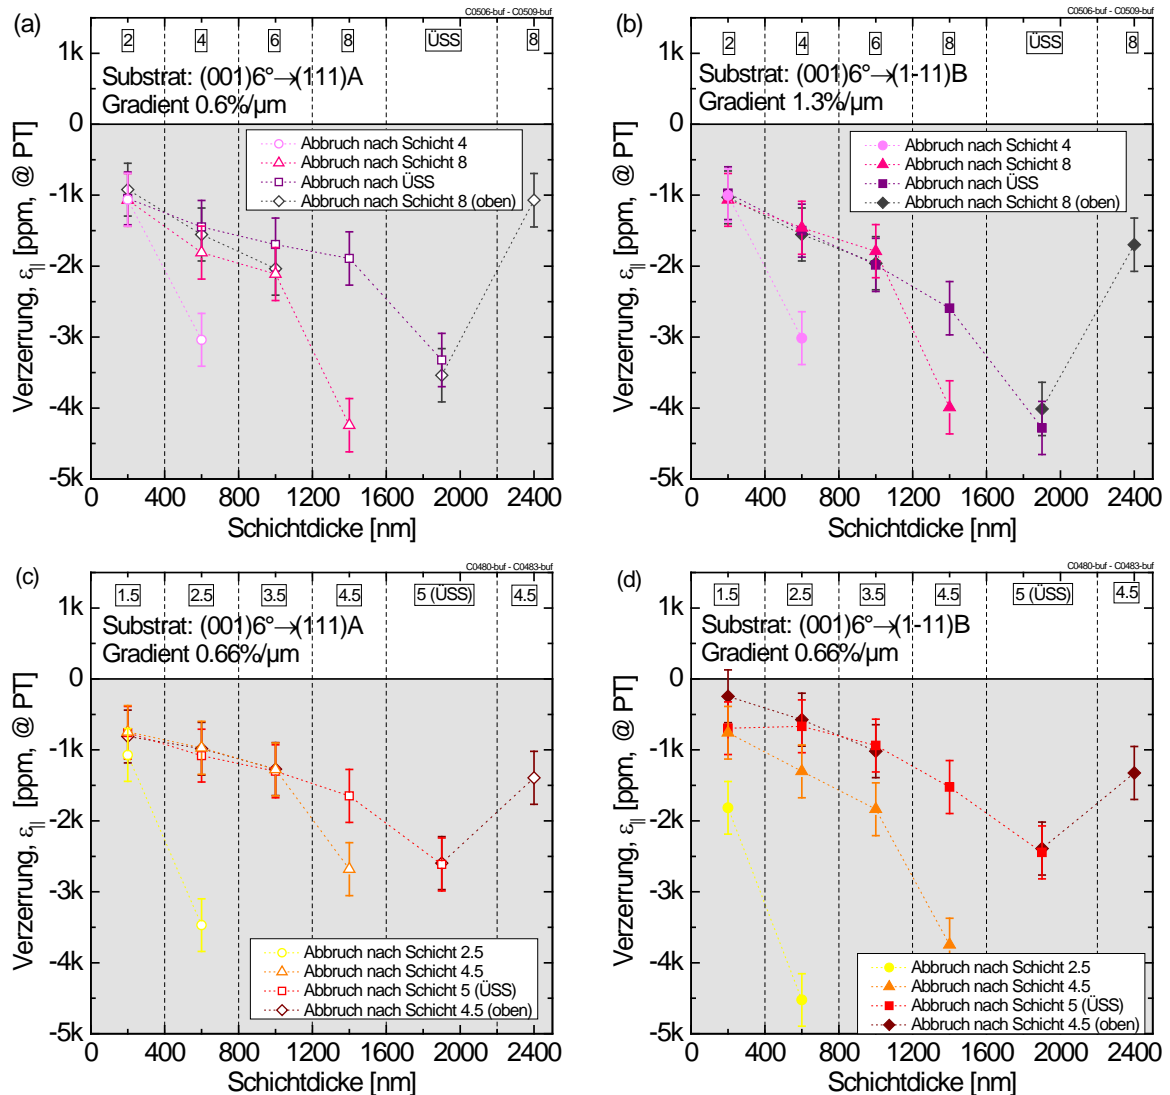 (a)
C0506-buf - C0509-buf
2 4 6 8 ÜSS 8
Substrat: (001)6°→(111)A
Gradient 0.6%/µm
Abbruch nach Schicht 4
Abbruch nach Schicht 8
Abbruch nach ÜSS
Abbruch nach Schicht 8 (oben)
1k
0
-1k
-2k
-3k
-4k
-5k
Verzerrung, ε|| [ppm, @ PT]
0 400 800 1200 1600 2000 2400
Schichtdicke [nm]
(b)
C0506-buf - C0509-buf
2 4 6 8 ÜSS 8
Substrat: (001)6°→(1-11)B
Gradient 1.3%/µm
Abbruch nach Schicht 4
Abbruch nach Schicht 8
Abbruch nach ÜSS
Abbruch nach Schicht 8 (oben)
1k
0
-1k
-2k
-3k
-4k
-5k
Verzerrung, ε|| [ppm, @ PT]
0 400 800 1200 1600 2000 2400
Schichtdicke [nm]
(c)
C0480-buf - C0483-buf
1.5 2.5 3.5 4.5 5 (ÜSS) 4.5
Substrat: (001)6°→(111)A
Gradient 0.66%/µm
1k
0
-1k
-2k
-3k
-4k
-5k
Verzerrung, ε|| [ppm, @ PT]
Abbruch nach Schicht 2.5
Abbruch nach Schicht 4.5
Abbruch nach Schicht 5 (ÜSS)
Abbruch nach Schicht 4.5 (oben)
0 400 800 1200 1600 2000 2400
Schichtdicke [nm]
(d)
C0480-buf - C0483-buf
1.5 2.5 3.5 4.5 5 (ÜSS) 4.5
Substrat: (001)6°→(1-11)B
Gradient 0.66%/µm
1k
0
-1k
-2k
-3k
-4k
-5k
Verzerrung, ε|| [ppm, @ PT]
Abbruch nach Schicht 2.5
Abbruch nach Schicht 4.5
Abbruch nach Schicht 5 (ÜSS)
Abbruch nach Schicht 4.5 (oben)
0 400 800 1200 1600 2000 2400
Schichtdicke [nm]